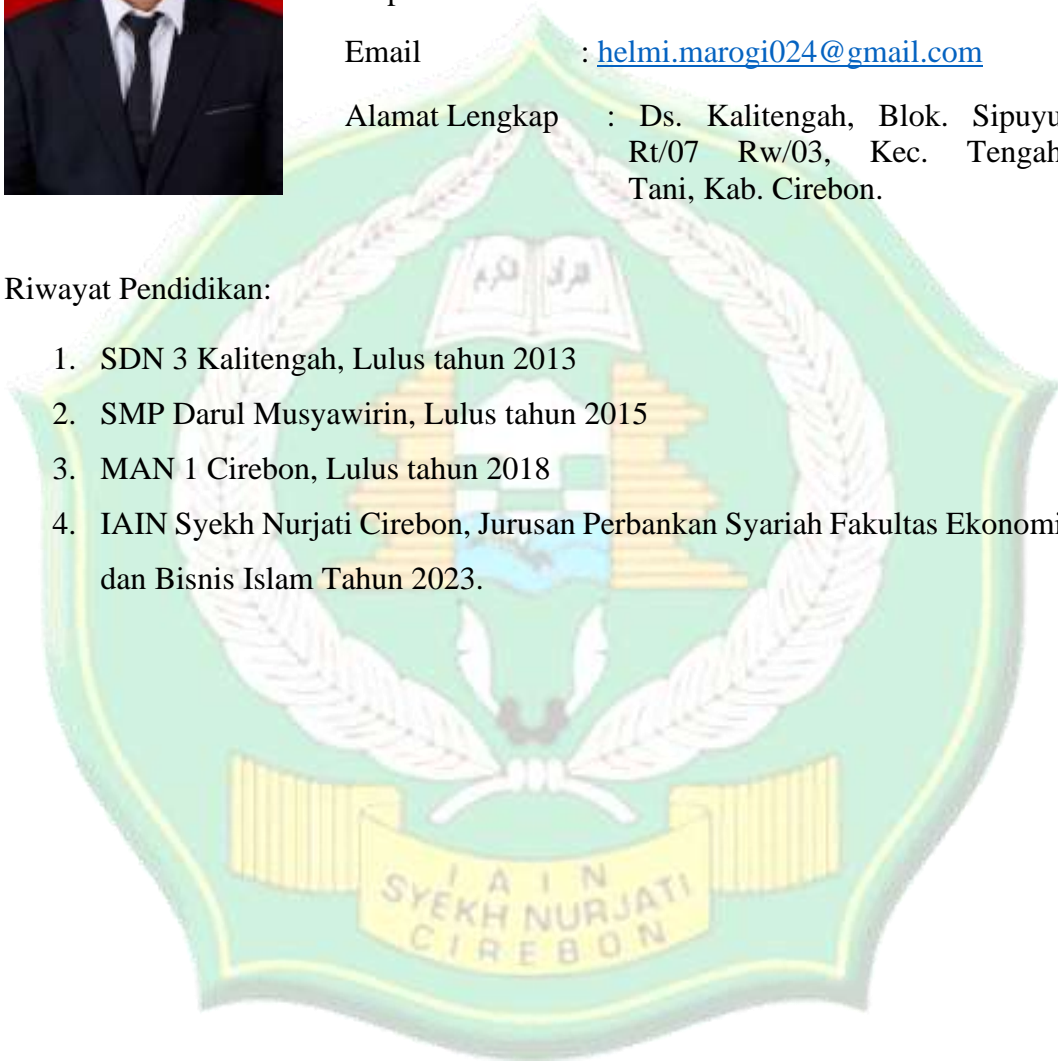 Email : helmi.marogi024@gmail.com
Alamat Lengkap : Ds. Kalitengah, Blok. Sipuyu
Rt/07 Rw/03, Kec. Tengah
Tani, Kab. Cirebon.
القرآن الكريم
Riwayat Pendidikan:
1. SDN 3 Kalitengah, Lulus tahun 2013
2. SMP Darul Musyawirin, Lulus tahun 2015
3. MAN 1 Cirebon, Lulus tahun 2018
4. IAIN Syekh Nurjati Cirebon, Jurusan Perbankan Syariah Fakultas Ekonomi
dan Bisnis Islam Tahun 2023.
I A I N
SYEKH NURJATI
CIREBON